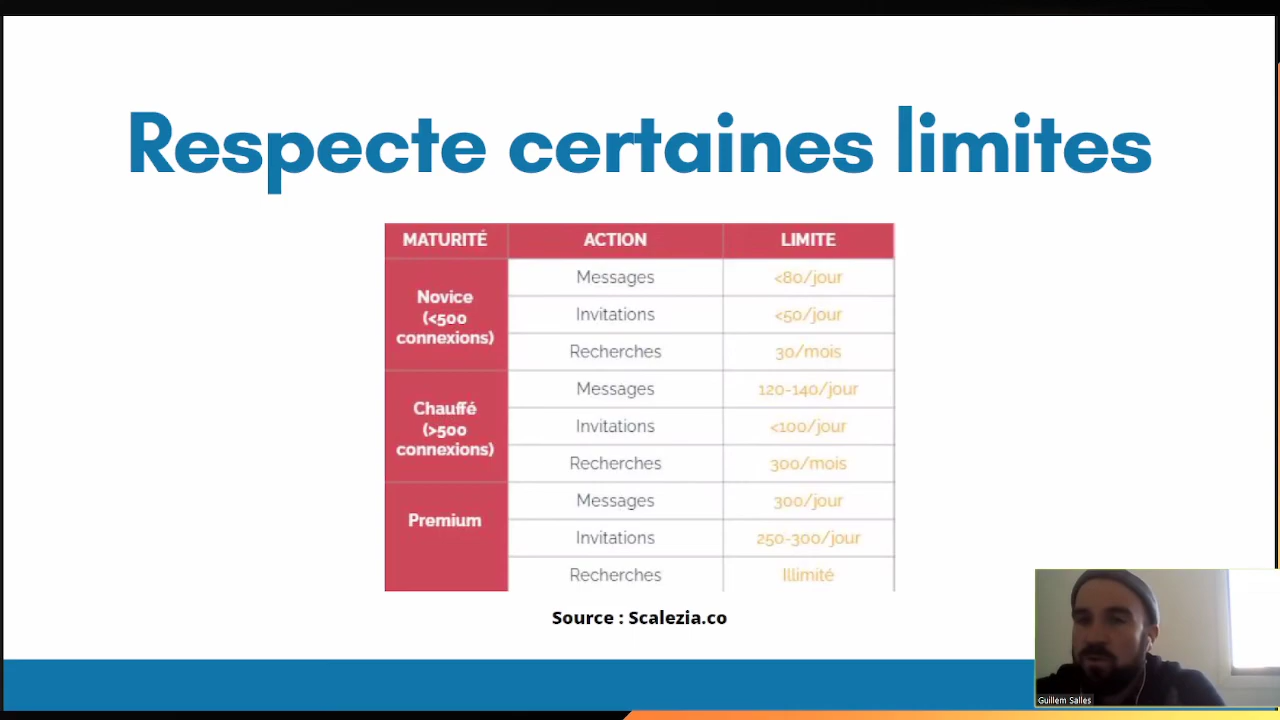 Respecte certaines limites
MATURITÉ ACTION LIMITE
Novice
(<500
connexions)
Messages <80/jour
Invitations <50/jour
Recherches 30/mois
Chauffé
(>500
connexions)
Messages 120-140/jour
Invitations <100/jour
Recherches 300/mois
Premium
Messages 300/jour
Invitations 250-300/jour
Recherches Illimité
Source : Scalezia.co
Guillem Salles